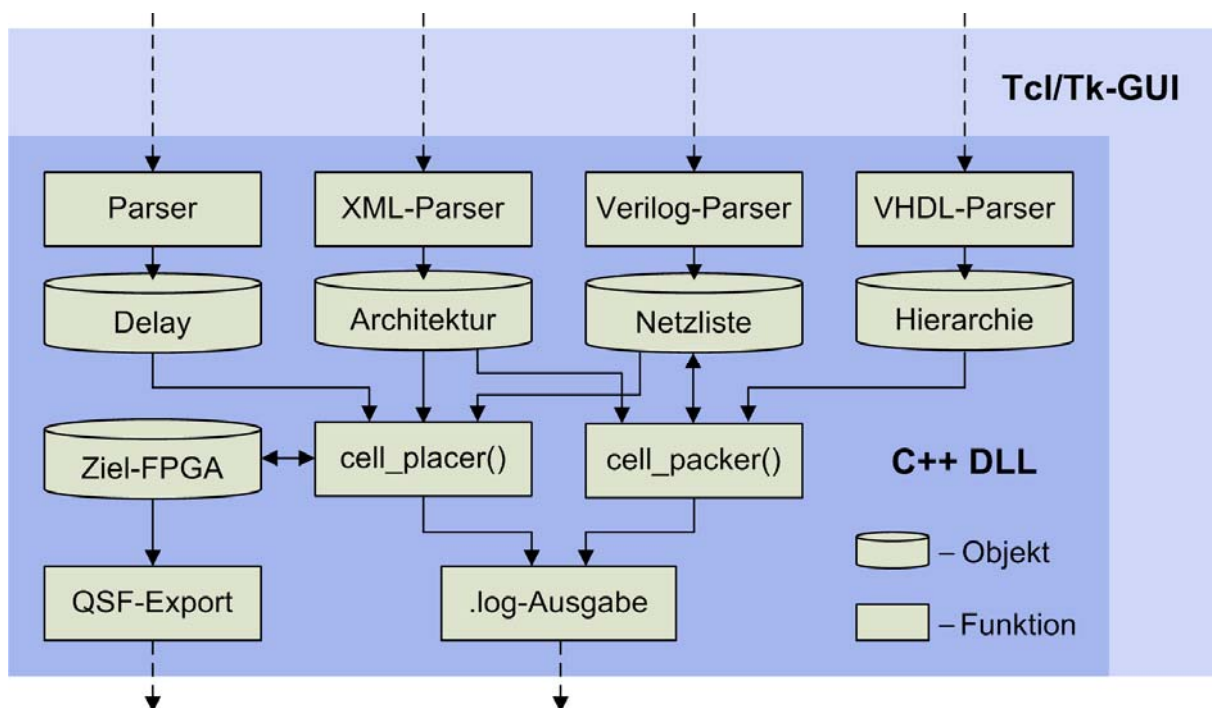 Tcl/Tk-GUI
Parser
XML-Parser
Verilog-Parser
VHDL-Parser
Delay
Architektur
Netzliste
Hierarchie
Ziel-FPGA
cell_placer()
cell_packer()
C++ DLL
– Objekt
QSF-Export
.log-Ausgabe
– Funktion